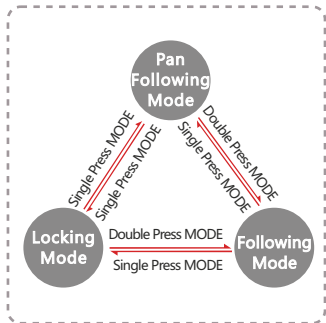 Pan
Following
Mode
Single Press MODE
Single Press MODE
Double Press MODE
Single Press MODE
Locking
Mode
Double Press MODE
Single Press MODE
Following
Mode